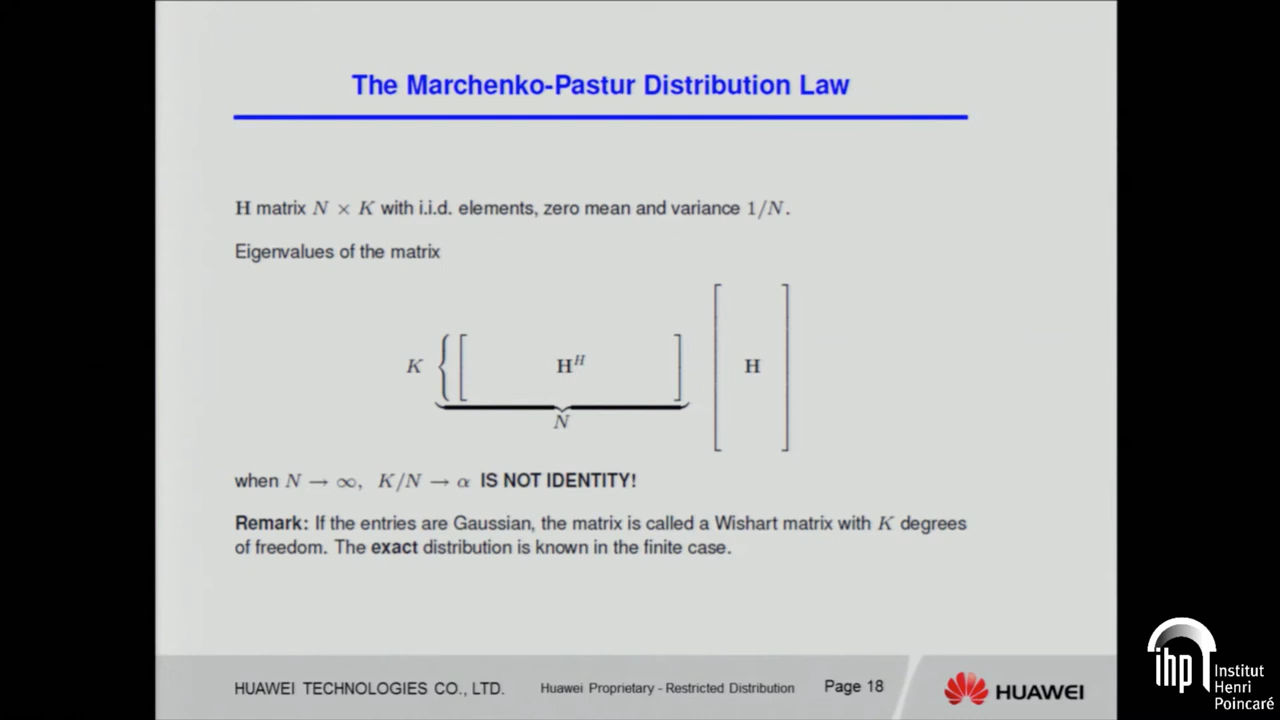 The Marchenko-Pastur Distribution Law
H matrix N × K with i.i.d. elements, zero mean and variance 1/N.
Eigenvalues of the matrix
K { [ H^H ] [ H ]
N
when N → ∞, K/N → α IS NOT IDENTITY!
Remark: If the entries are Gaussian, the matrix is called a Wishart matrix with K degrees
of freedom. The exact distribution is known in the finite case.
HUAWEI TECHNOLOGIES CO., LTD. Huawei Proprietary - Restricted Distribution Page 18 HUAWEI
ihp Institut
Henri
Poincaré